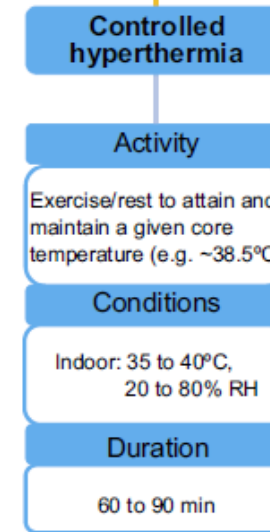 Controlled
hyperthermia
Activity
Exercise/rest to attain and
maintain a given core
temperature (e.g. ~38.5ºC
Conditions
Indoor: 35 to 40ºC,
20 to 80% RH
Duration
60 to 90 min